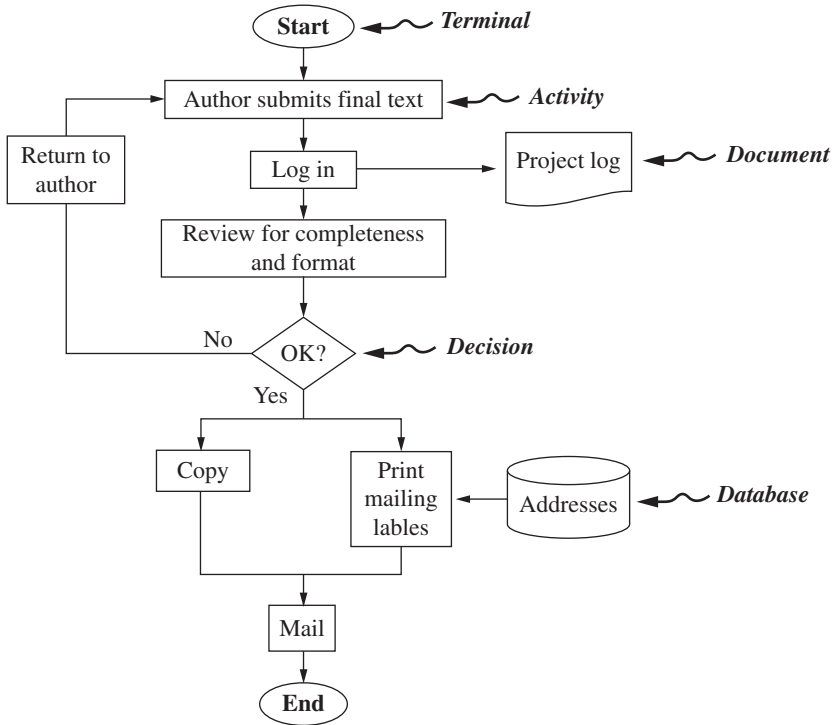 Start
Terminal
Author submits final text
Activity
Return to
author
Log in
Project log
Document
Review for completeness
and format
No
OK?
Decision
Yes
Copy
Print
mailing
lables
Addresses
Database
Mail
End